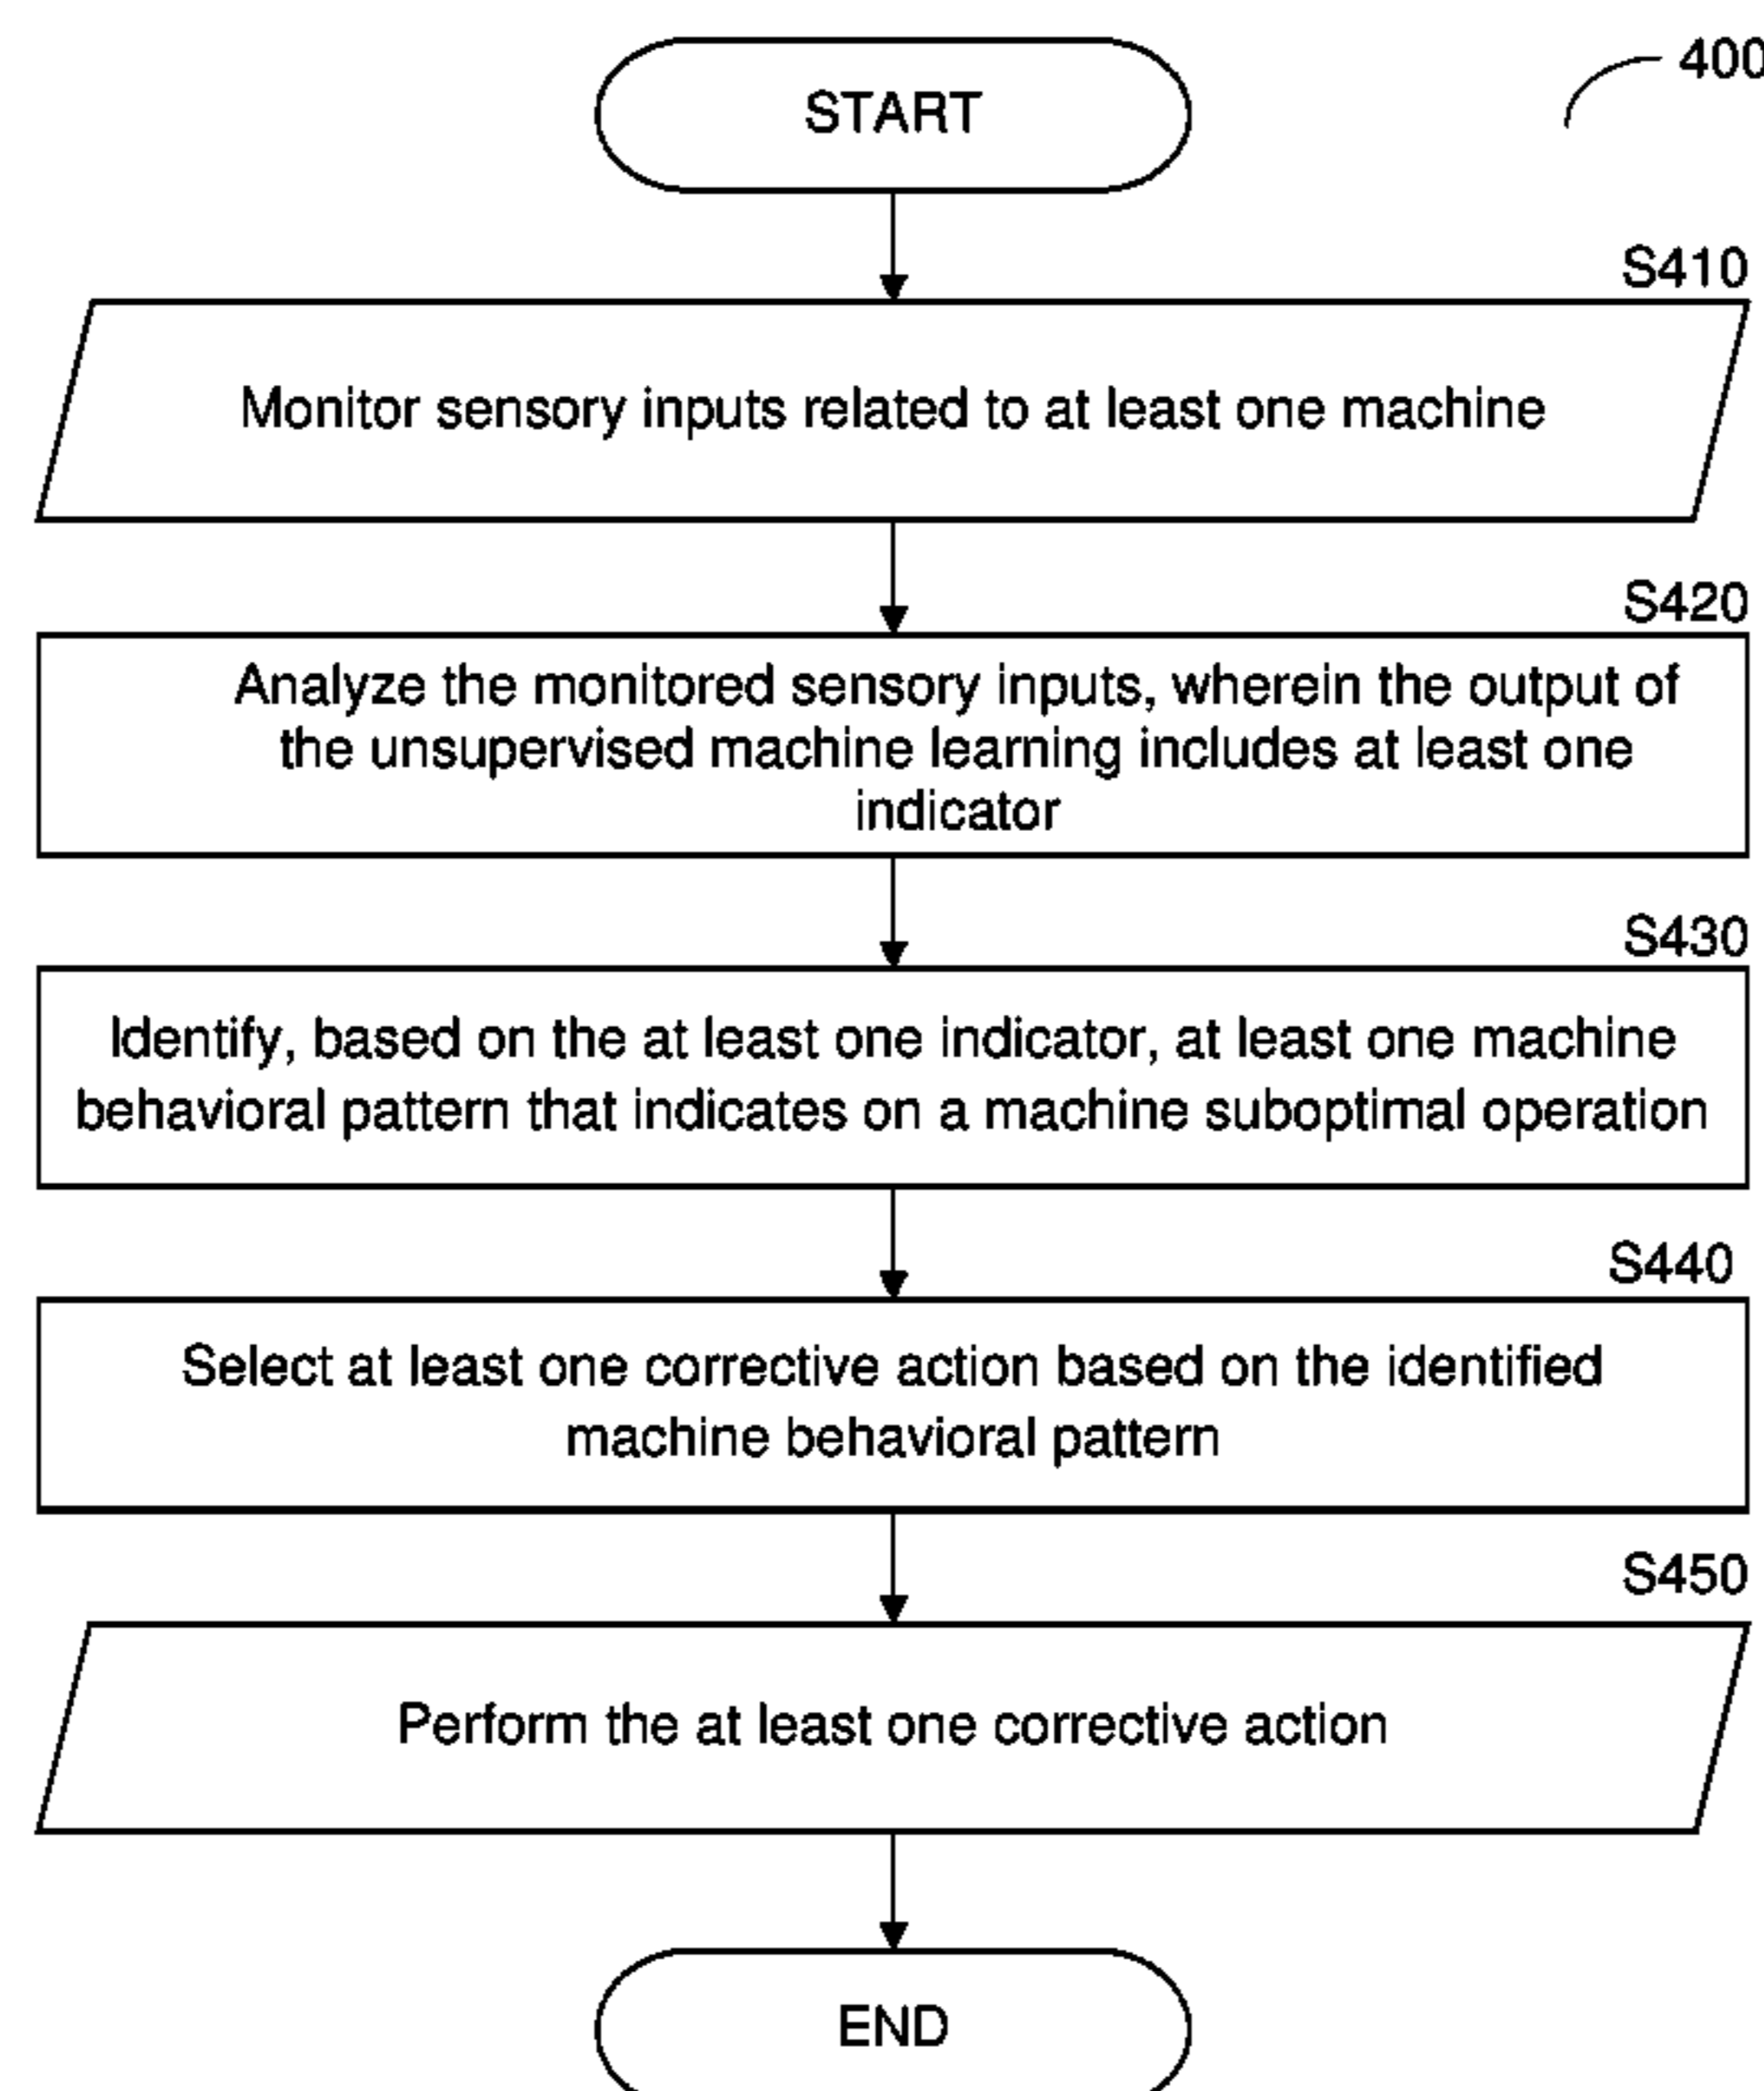 START
400
S410
Monitor sensory inputs related to at least one machine
S420
Analyze the monitored sensory inputs, wherein the output of
the unsupervised machine learning includes at least one
indicator
S430
Identify, based on the at least one indicator, at least one machine
behavioral pattern that indicates on a machine suboptimal operation
S440
Select at least one corrective action based on the identified
machine behavioral pattern
S450
Perform the at least one corrective action
END